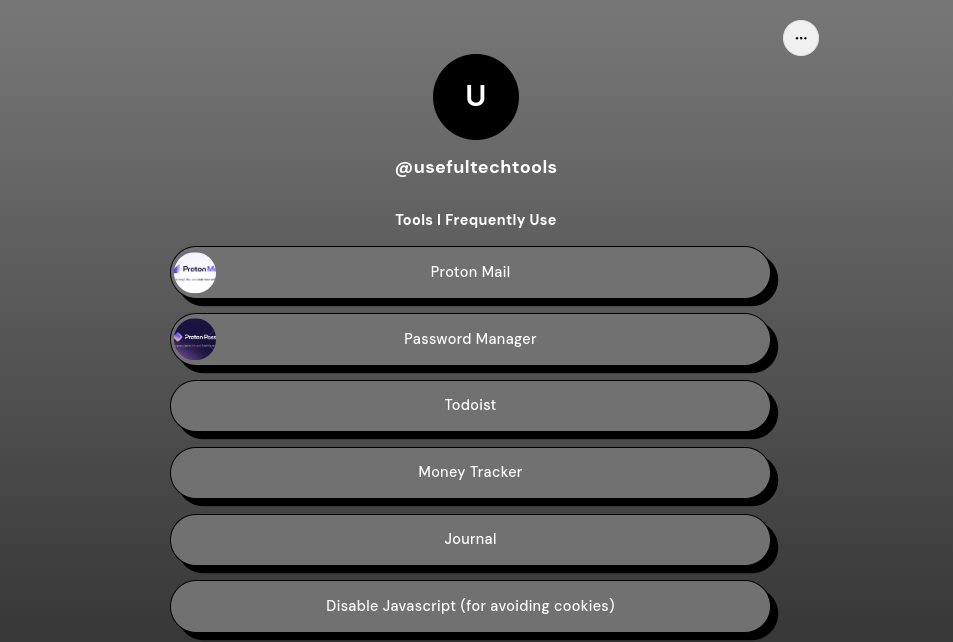 U
@usefultechtools
Tools I Frequently Use
Proton M
Proton Mail
Proton Pass
Password Manager
Todoist
Money Tracker
Journal
Disable Javascript (for avoiding cookies)